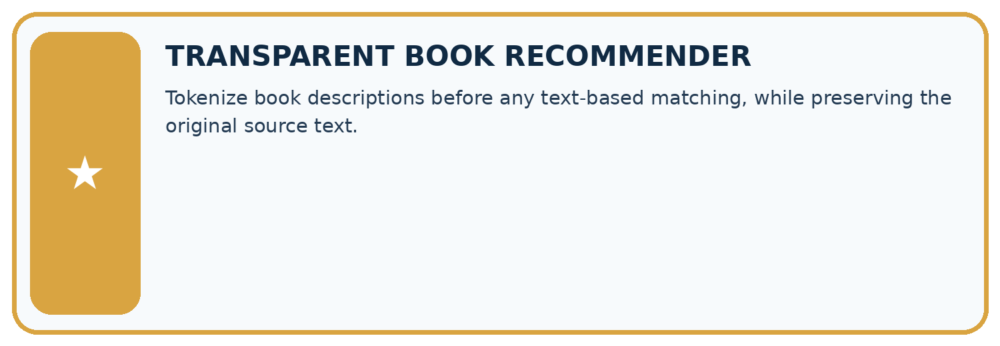 TRANSPARENT BOOK RECOMMENDER
Tokenize book descriptions before any text-based matching, while preserving the
original source text.